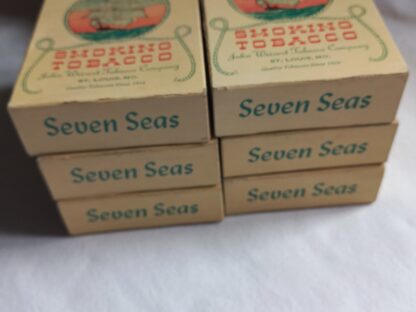 SMOKING
TOBACCO
John Weisert Tobacco Company
ST. LOUIS, MO.
Seven Seas
Seven Seas
Seven Seas
SMOKING
TOBACCO
John Weisert Tobacco Company
ST. LOUIS, MO.
Seven Seas
Seven Seas
Seven Seas